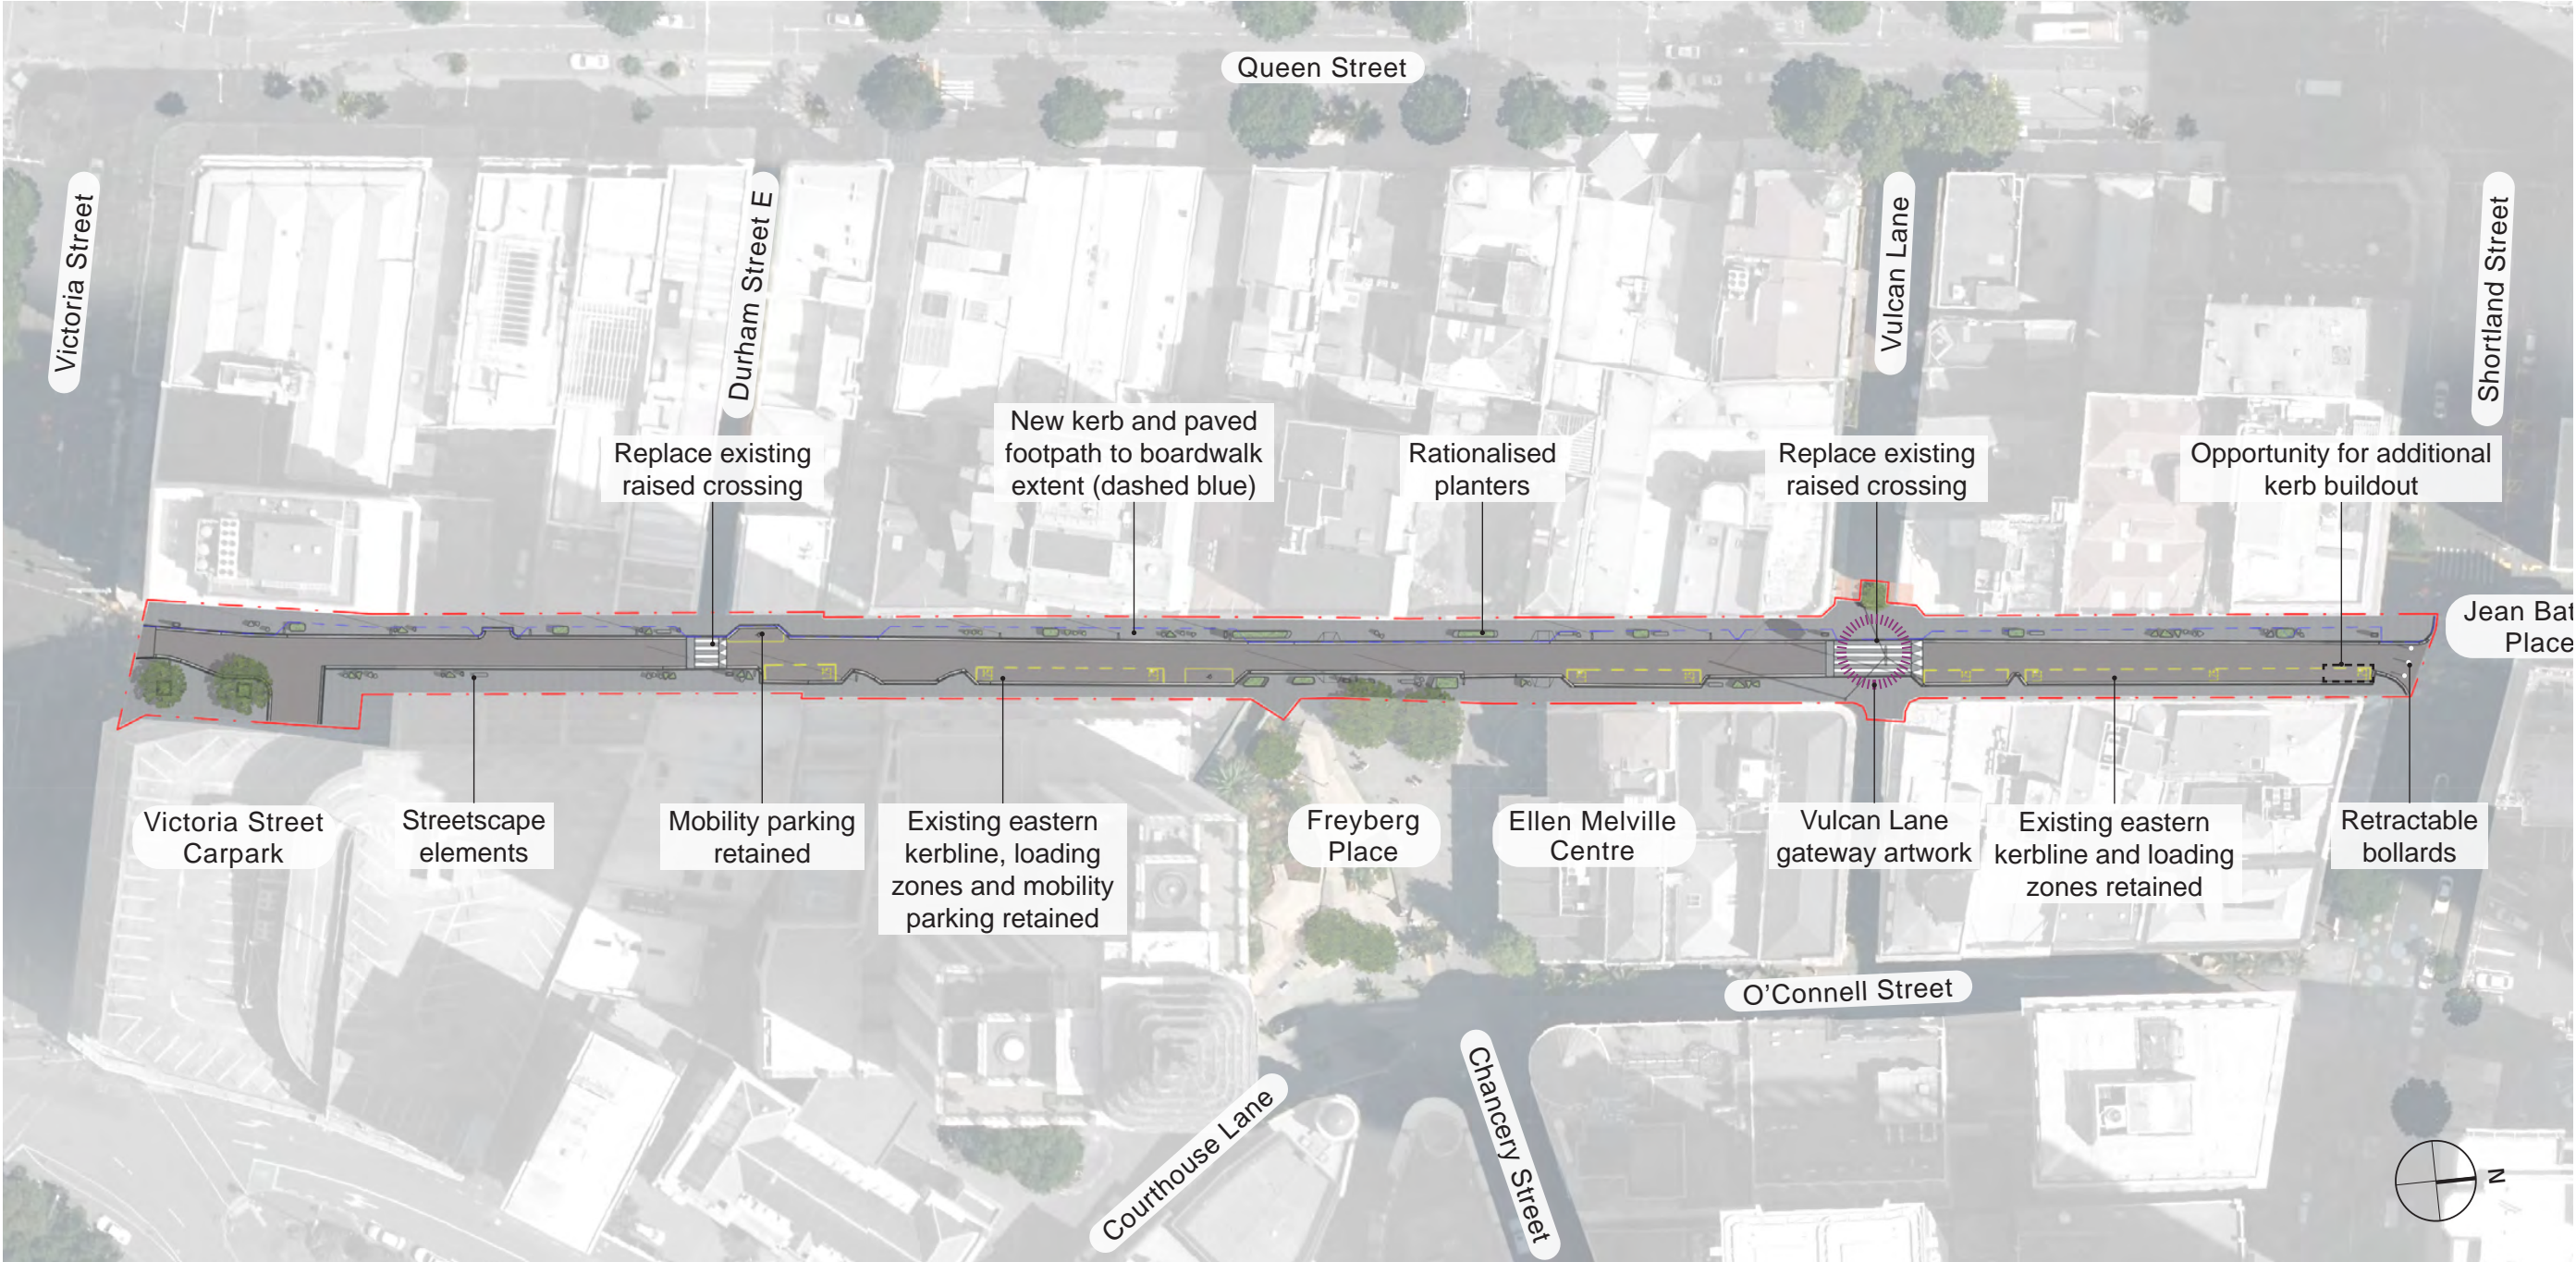 Queen Street
Victoria Street
Durham Street E
Vulcan Lane
Shortland Street
Replace existing
raised crossing
New kerb and paved
footpath to boardwalk
extent (dashed blue)
Rationalised
planters
Replace existing
raised crossing
Opportunity for additional
kerb buildout
Jean Bat
Place
Victoria Street
Carpark
Streetscape
elements
Mobility parking
retained
Existing eastern
kerbline, loading
zones and mobility
parking retained
Freyberg
Place
Ellen Melville
Centre
Vulcan Lane
gateway artwork
Existing eastern
kerbline and loading
zones retained
Retractable
bollards
O'Connell Street
Courthouse Lane
Chancery Street
N